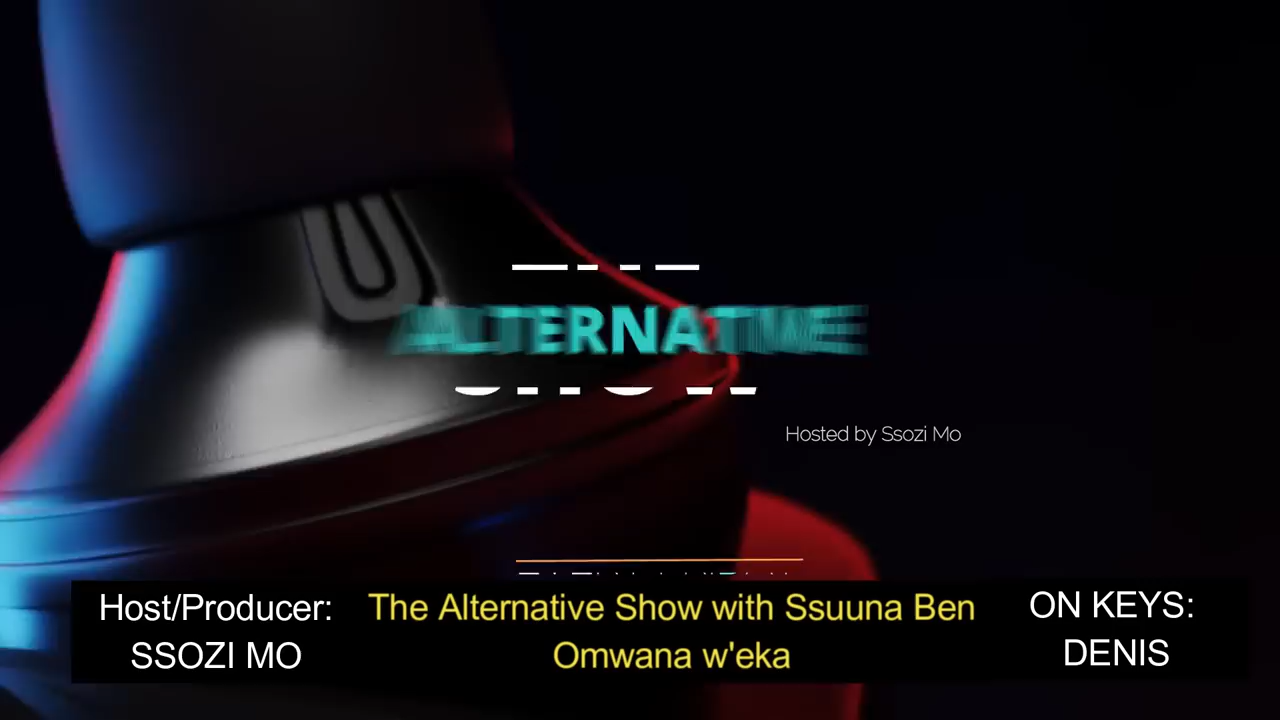 ALTERNATIVE
Hosted by Ssozi Mo
Host/Producer:
SSOZI MO
The Alternative Show with Ssuuna Ben
Omwana w'eka
ON KEYS:
DENIS